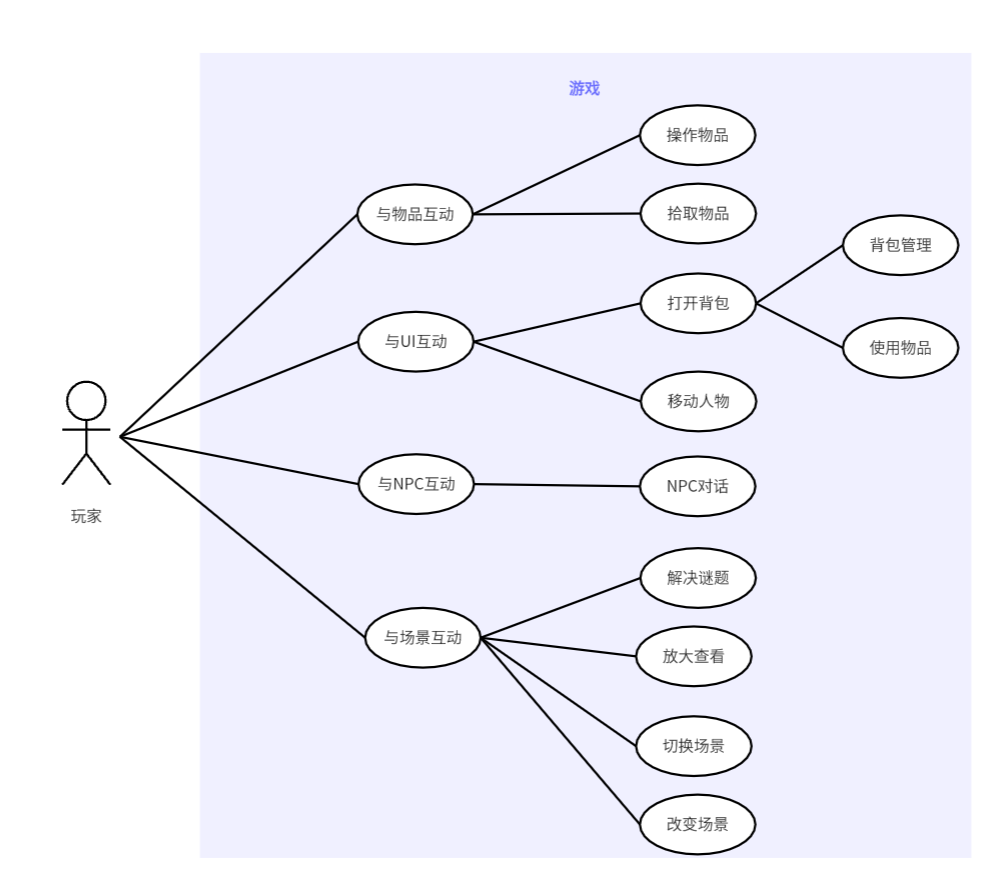 游戏
操作物品
与物品互动
拾取物品
背包管理
打开背包
与UI互动
使用物品
移动人物
与NPC互动
NPC对话
玩家
解决谜题
与场景互动
放大查看
切换场景
改变场景